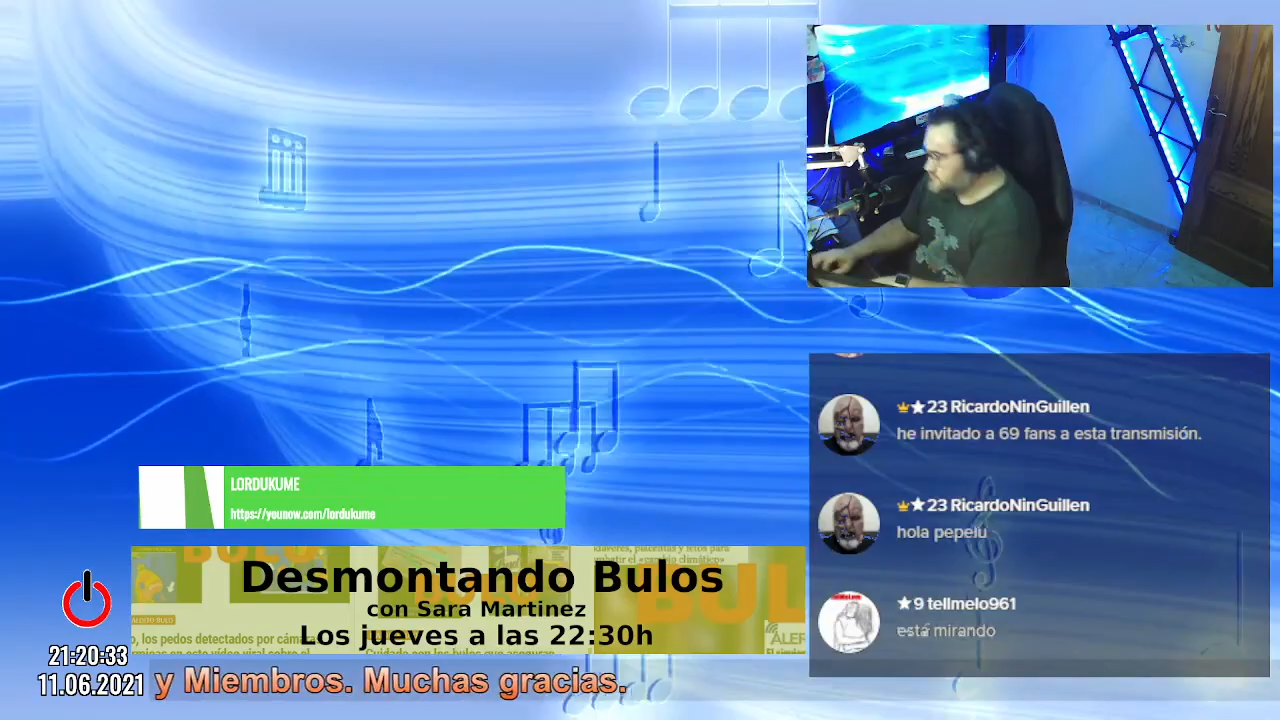 23 RicardoNinGuillen
he invitado a 69 fans a esta transmisión.
23 RicardoNinGuillen
hola pepelu
9 tellmelo961
está mirando
LORDUKUME
https://younow.com/lordukume
Desmontando Bulos
con Sara Martinez
Los jueves a las 22:30h
21:20:33
11.06.2021
y Miembros. Muchas gracias.